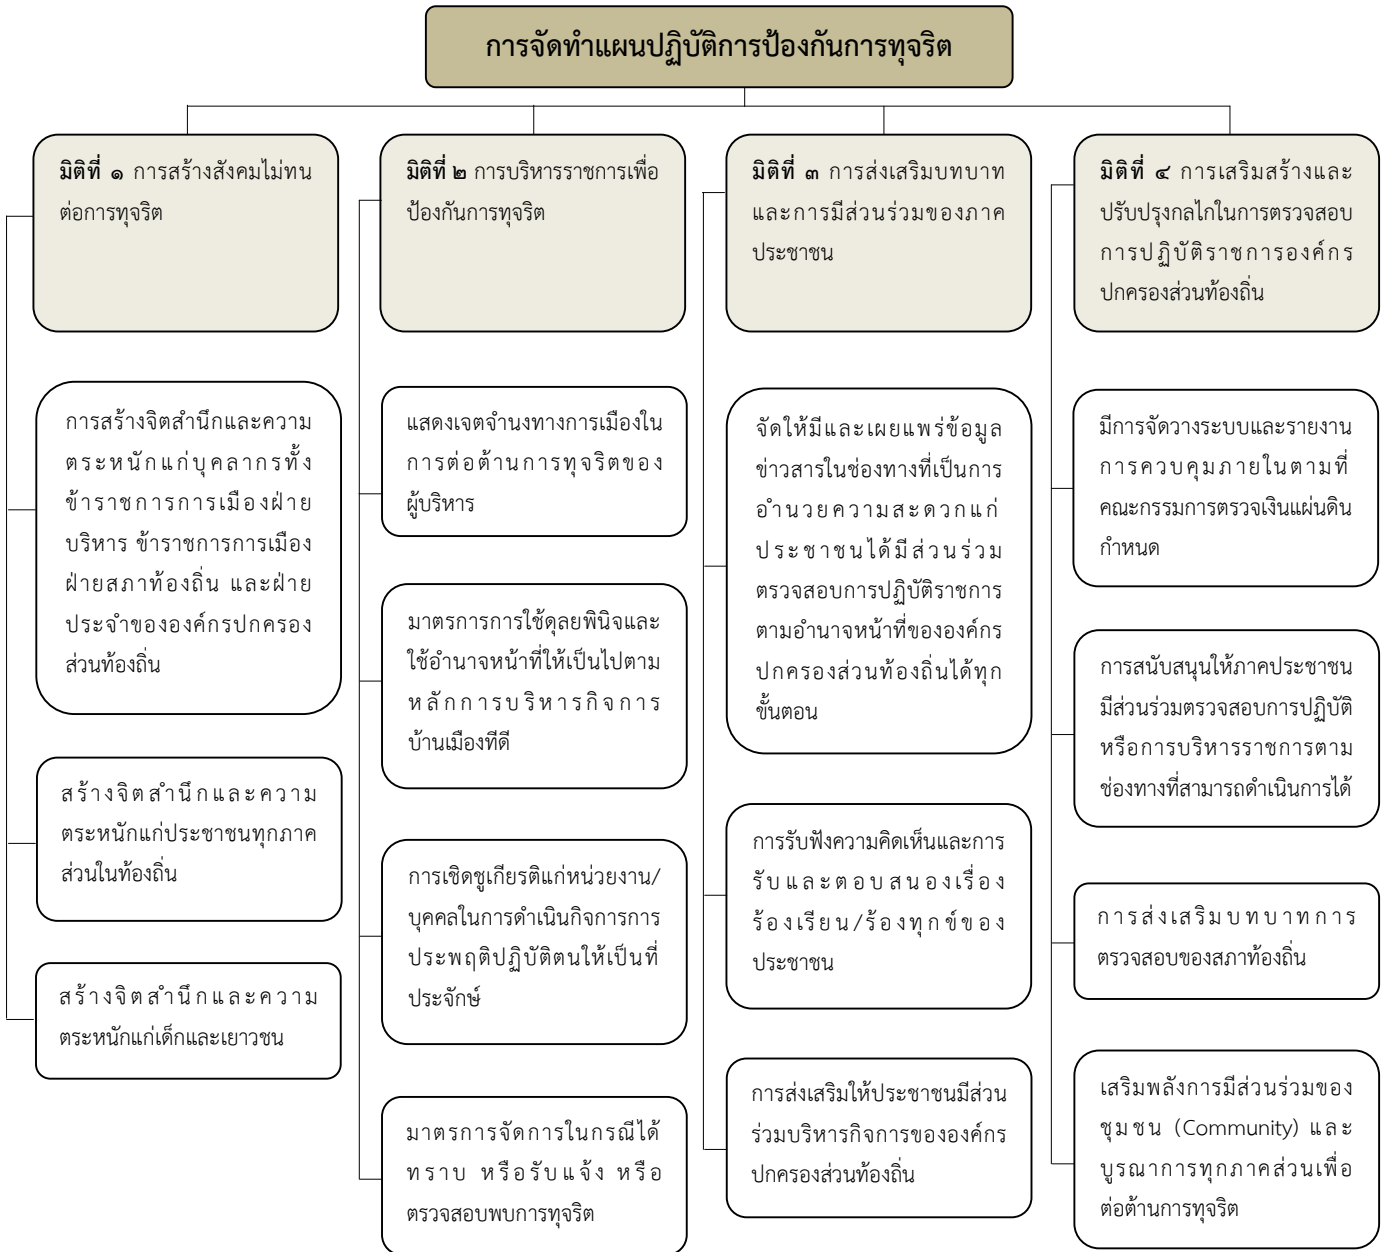 การจัดทำแผนปฏิบัติการป้องกันการทุจริต
มิติที่ ๑ การสร้างสังคมไม่ทน
ต่อการทุจริต
การสร้างจิตสำนึกและความ
ตระหนักแก่บุคลากรทั้ง
ข้าราชการการเมืองฝ่าย
บริหาร ข้าราชการการเมือง
ฝ่ายสภาท้องถิ่น และฝ่าย
ประจำขององค์กรปกครอง
ส่วนท้องถิ่น
สร้างจิตสำนึกและความ
ตระหนักแก่ประชาชนทุกภาค
ส่วนในท้องถิ่น
สร้างจิตสำนึกและความ
ตระหนักแก่เด็กและเยาวชน
มิติที่ ๒ การบริหารราชการเพื่อ
ป้องกันการทุจริต
แสดงเจตจำนงทางการเมืองใน
การต่อต้านการทุจริตของ
ผู้บริหาร
มาตรการการใช้ดุลยพินิจและ
ใช้อำนาจหน้าที่ให้เป็นไปตาม
หลักการบริหารกิจการ
บ้านเมืองทีดี
การเชิดชูเกียรติแก่หน่วยงาน/
บุคคลในการดำเนินกิจการการ
ประพฤติปฏิบัติตนให้เป็นที่
ประจักษ์
มาตรการจัดการในกรณีได้
ทราบ หรือรับแจ้ง หรือ
ตรวจสอบพบการทุจริต
มิติที่ ๓ การส่งเสริมบทบาท
และการมีส่วนร่วมของภาค
ประชาชน
จัดให้มีและเผยแพร่ข้อมูล
ข่าวสารในช่องทางที่เป็นการ
อำนวยความสะดวกแก่
ประชาชนได้มีส่วนร่วม
ตรวจสอบการปฏิบัติราชการ
ตามอำนาจหน้าที่ขององค์กร
ปกครองส่วนท้องถิ่นได้ทุก
ขั้นตอน
การรับฟังความคิดเห็นและการ
รับและตอบสนองเรื่อง
ร้องเรียน/ร้องทุกข์ของ
ประชาชน
การส่งเสริมให้ประชาชนมีส่วน
ร่วมบริหารกิจการขององค์กร
ปกครองส่วนท้องถิ่น
มิติที่ ๔ การเสริมสร้างและ
ปรับปรุงกลไกในการตรวจสอบ
การปฏิบัติราชการองค์กร
ปกครองส่วนท้องถิ่น
มีการจัดวางระบบและรายงาน
การควบคุมภายในตามที่
คณะกรรมการตรวจเงินแผ่นดิน
กำหนด
การสนับสนุนให้ภาคประชาชน
มีส่วนร่วมตรวจสอบการปฏิบัติ
หรือการบริหารราชการตาม
ช่องทางที่สามารถดำเนินการได้
การส่งเสริมบทบาทการ
ตรวจสอบของสภาท้องถิ่น
เสริมพลังการมีส่วนร่วมของ
ชุมชน (Community) และ
บูรณาการทุกภาคส่วนเพื่อ
ต่อต้านการทุจริต